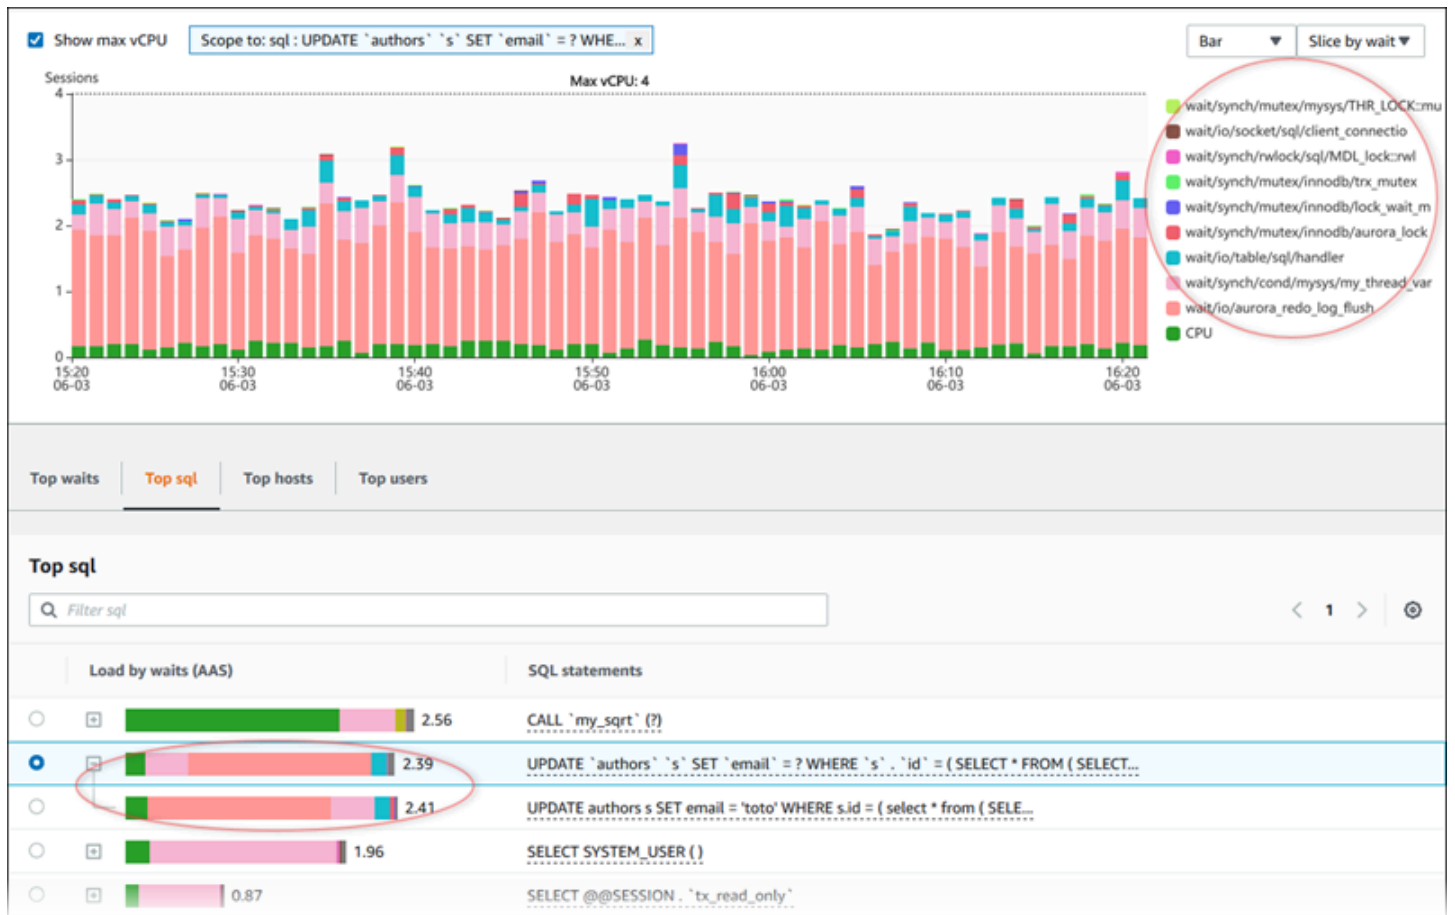 Show max vCPU
Scope to: sql : UPDATE `authors` `s` SET `email` = ? WHE... x
Bar
Slice by wait
Sessions
Max vCPU: 4
4
3
2
1
0
15:20
06-03
15:30
06-03
15:40
06-03
15:50
06-03
16:00
06-03
16:10
06-03
16:20
06-03
wait/synch/mutex/mysys/THR_LOCK::mu
wait/io/socket/sql/client_connectio
wait/synch/rwlock/sql/MDL_lock::rwl
wait/synch/mutex/innodb/trx_mutex
wait/synch/mutex/innodb/lock_wait_m
wait/synch/mutex/innodb/aurora_lock
wait/io/table/sql/handler
wait/synch/cond/mysys/my_thread_var
wait/io/aurora_redo_log_flush
CPU
Top waits
Top sql
Top hosts
Top users
Top sql
Filter sql
1
Load by waits (AAS)
SQL statements
2.56
CALL `my_sqrt` (?)
2.39
UPDATE `authors` `s` SET `email` = ? WHERE `s` . `id` = ( SELECT * FROM ( SELECT...
2.41
UPDATE authors s SET email = 'toto' WHERE s.id = ( select * from ( SELE...
1.96
SELECT SYSTEM_USER ( )
0.87
SELECT @@SESSION . `tx_read_only`